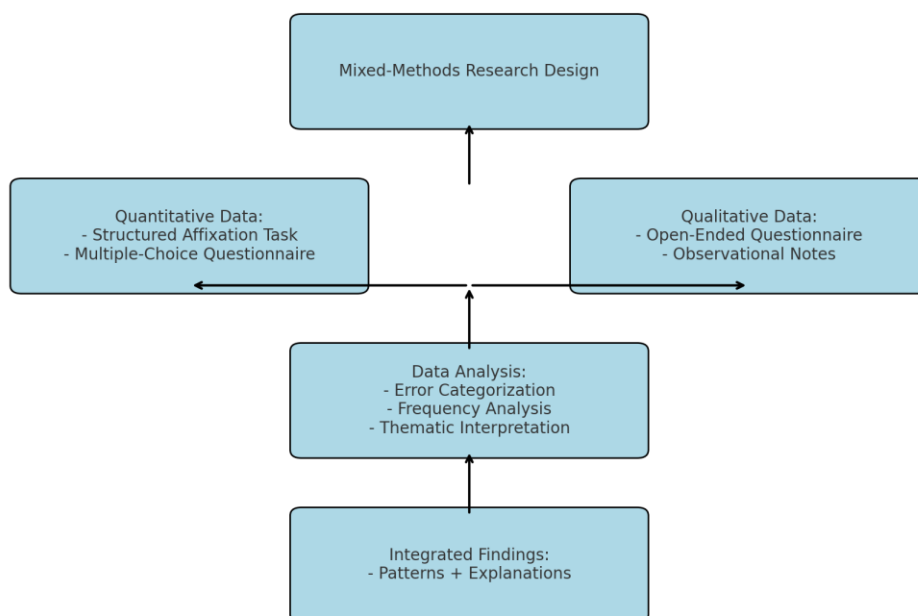 Mixed-Methods Research Design
Quantitative Data:
- Structured Affixation Task
- Multiple-Choice Questionnaire
Qualitative Data:
- Open-Ended Questionnaire
- Observational Notes
Data Analysis:
- Error Categorization
- Frequency Analysis
- Thematic Interpretation
Integrated Findings:
- Patterns + Explanations